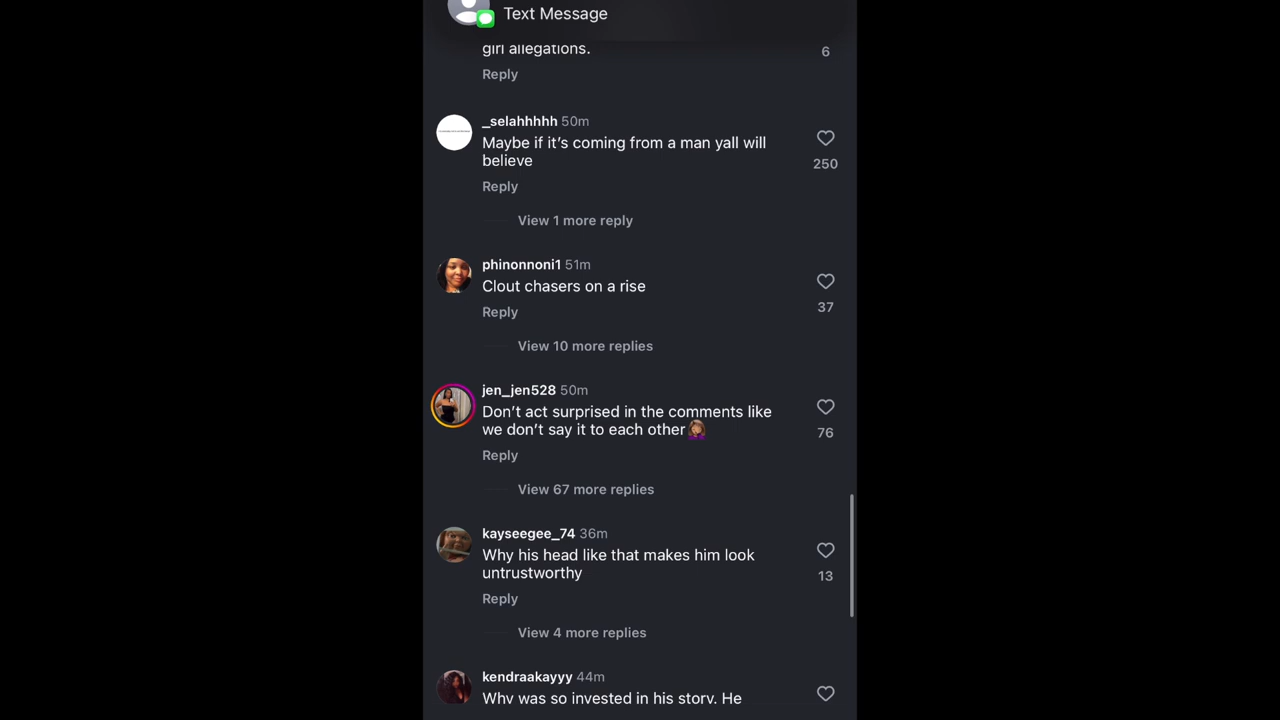 Text Message
girl allegations.
6
Reply
_selahhhhh 50m
Maybe if it's coming from a man yall will
believe
250
Reply
View 1 more reply
phinonnoni1 51m
Clout chasers on a rise
37
Reply
View 10 more replies
jen_jen528 50m
Don't act surprised in the comments like
we don't say it to each other
76
Reply
View 67 more replies
kayseegee_74 36m
Why his head like that makes him look
untrustworthy
13
Reply
View 4 more replies
kendraakayyy 44m
Why was so invested in his story. He